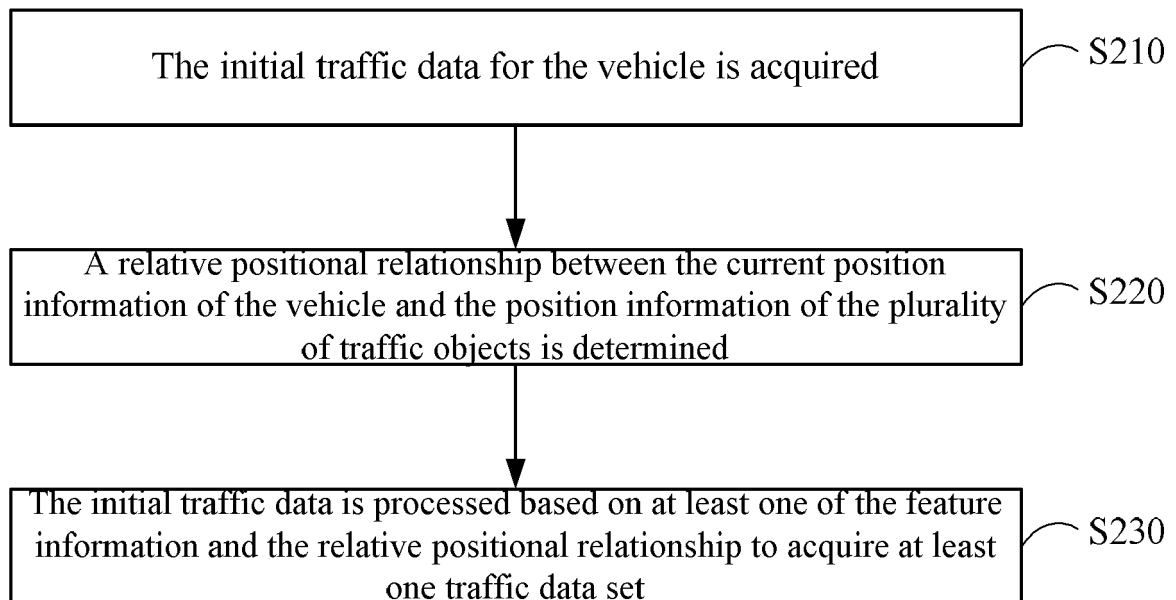 The initial traffic data for the vehicle is acquired
S210
A relative positional relationship between the current position
information of the vehicle and the position information of the plurality
of traffic objects is determined
S220
The initial traffic data is processed based on at least one of the feature
information and the relative positional relationship to acquire at least
one traffic data set
S230